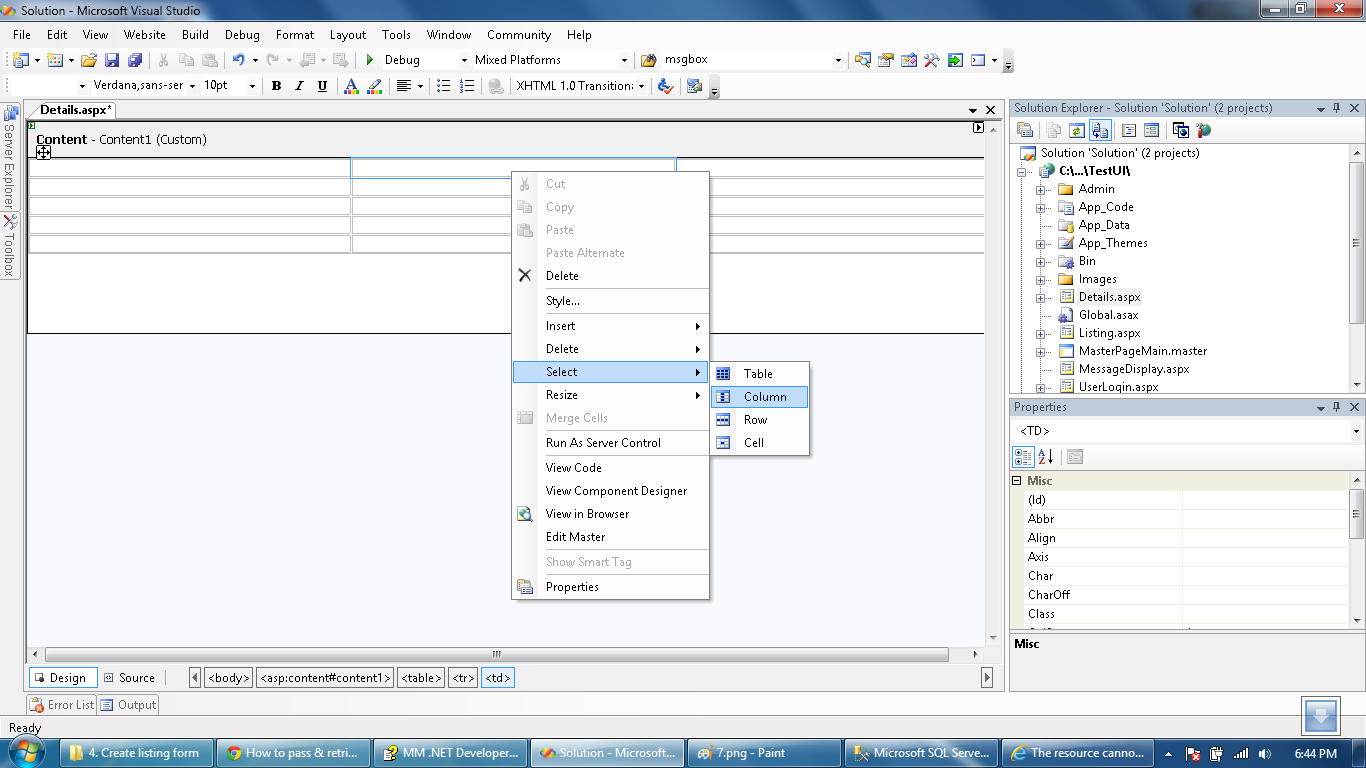 Solution - Microsoft Visual Studio
File Edit View Website Build Debug Format Layout Tools Window Community Help
Debug Mixed Platforms msgbox
Verdana,sans-ser 10pt B I U A XHTML 1.0 Transition
Server Explorer
Toolbox
Details.aspx*
Content - Content1 (Custom)
Cut
Copy
Paste
Paste Alternate
Delete
Style...
Insert
Delete
Select
Resize
Merge Cells
Run As Server Control
View Code
View Component Designer
View in Browser
Edit Master
Show Smart Tag
Properties
Table
Column
Row
Cell
Design Source <body> <asp:content#content1> <table> <tr> <td>
Error List Output
Ready
Solution Explorer - Solution 'Solution' (2 projects)
Solution 'Solution' (2 projects)
C:\...\TestUI\
Admin
App_Code
App_Data
App_Themes
Bin
Images
Details.aspx
Global.asax
Listing.aspx
MasterPageMain.master
MessageDisplay.aspx
UserLogin.aspx
Properties
<TD>
Misc
(Id)
Abbr
Align
Axis
Char
CharOff
Class
Misc
4. Create listing form How to pass & retri... MM .NET Developer... Solution - Microsoft... 7.png - Paint Microsoft SQL Serve... The resource canno... 6:44 PM